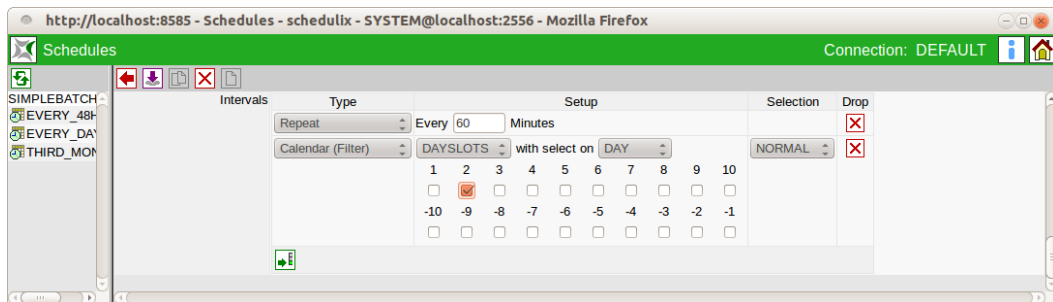 http://localhost:8585 - Schedules - schedulix - SYSTEM@localhost:2556 - Mozilla Firefox
Schedules
Connection: DEFAULT
SIMPLEBATCH
EVERY_48H
EVERY_DAY
THIRD_MON
Intervals Type Setup Selection Drop
Repeat Every 60 Minutes
Calendar (Filter) DAYSLOTS with select on DAY NORMAL
1 2 3 4 5 6 7 8 9 10
-10 -9 -8 -7 -6 -5 -4 -3 -2 -1